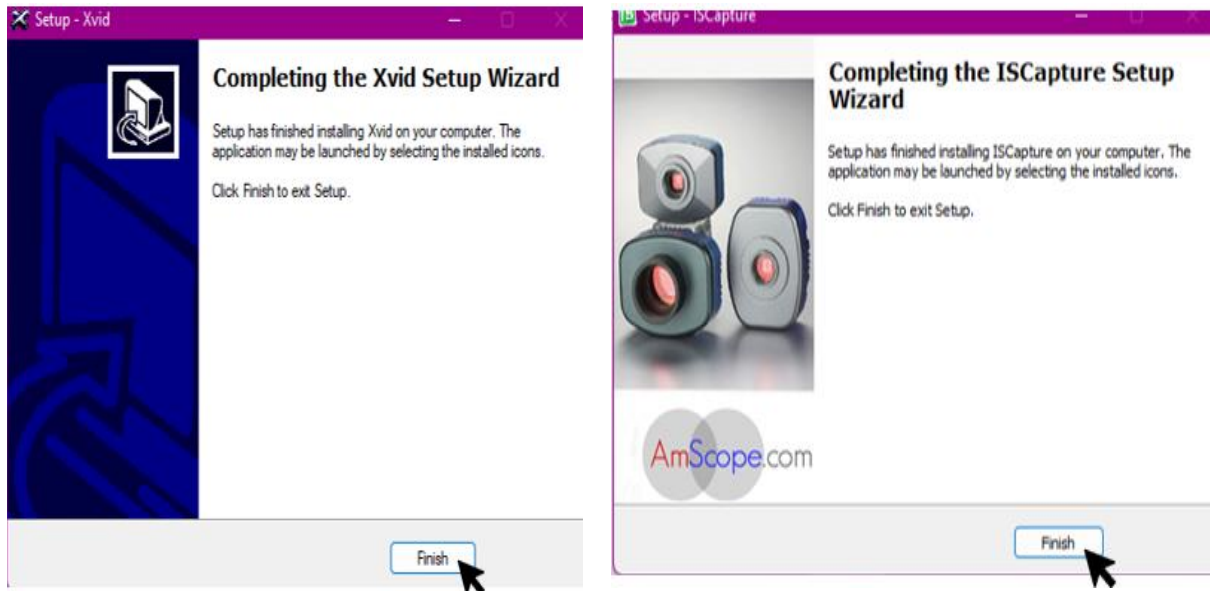 Setup - Xvid
Completing the Xvid Setup Wizard
Setup has finished installing Xvid on your computer. The
application may be launched by selecting the installed icons.
Click Finish to exit Setup.
Finish
Setup - ISCapture
Completing the ISCapture Setup
Wizard
Setup has finished installing ISCapture on your computer. The
application may be launched by selecting the installed icons.
Click Finish to exit Setup.
AmScope.com
Finish